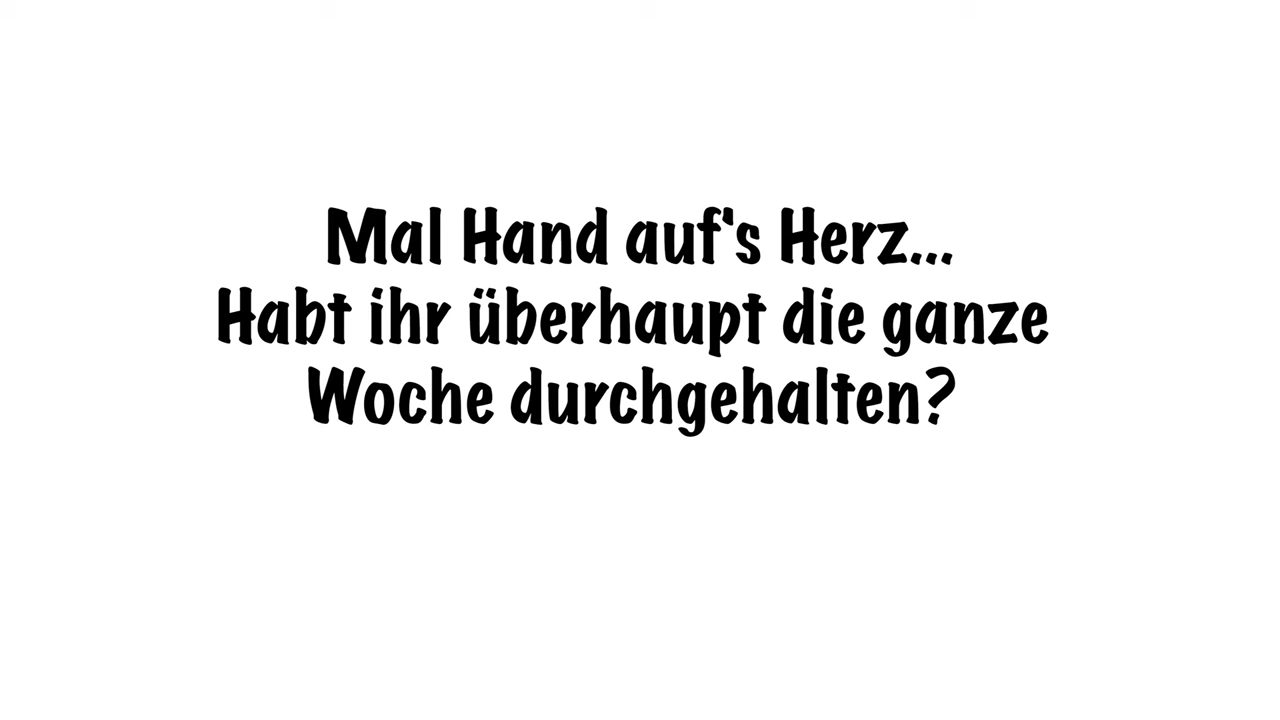 Mal Hand auf's Herz...
Habt ihr überhaupt die ganze
Woche durchgehalten?